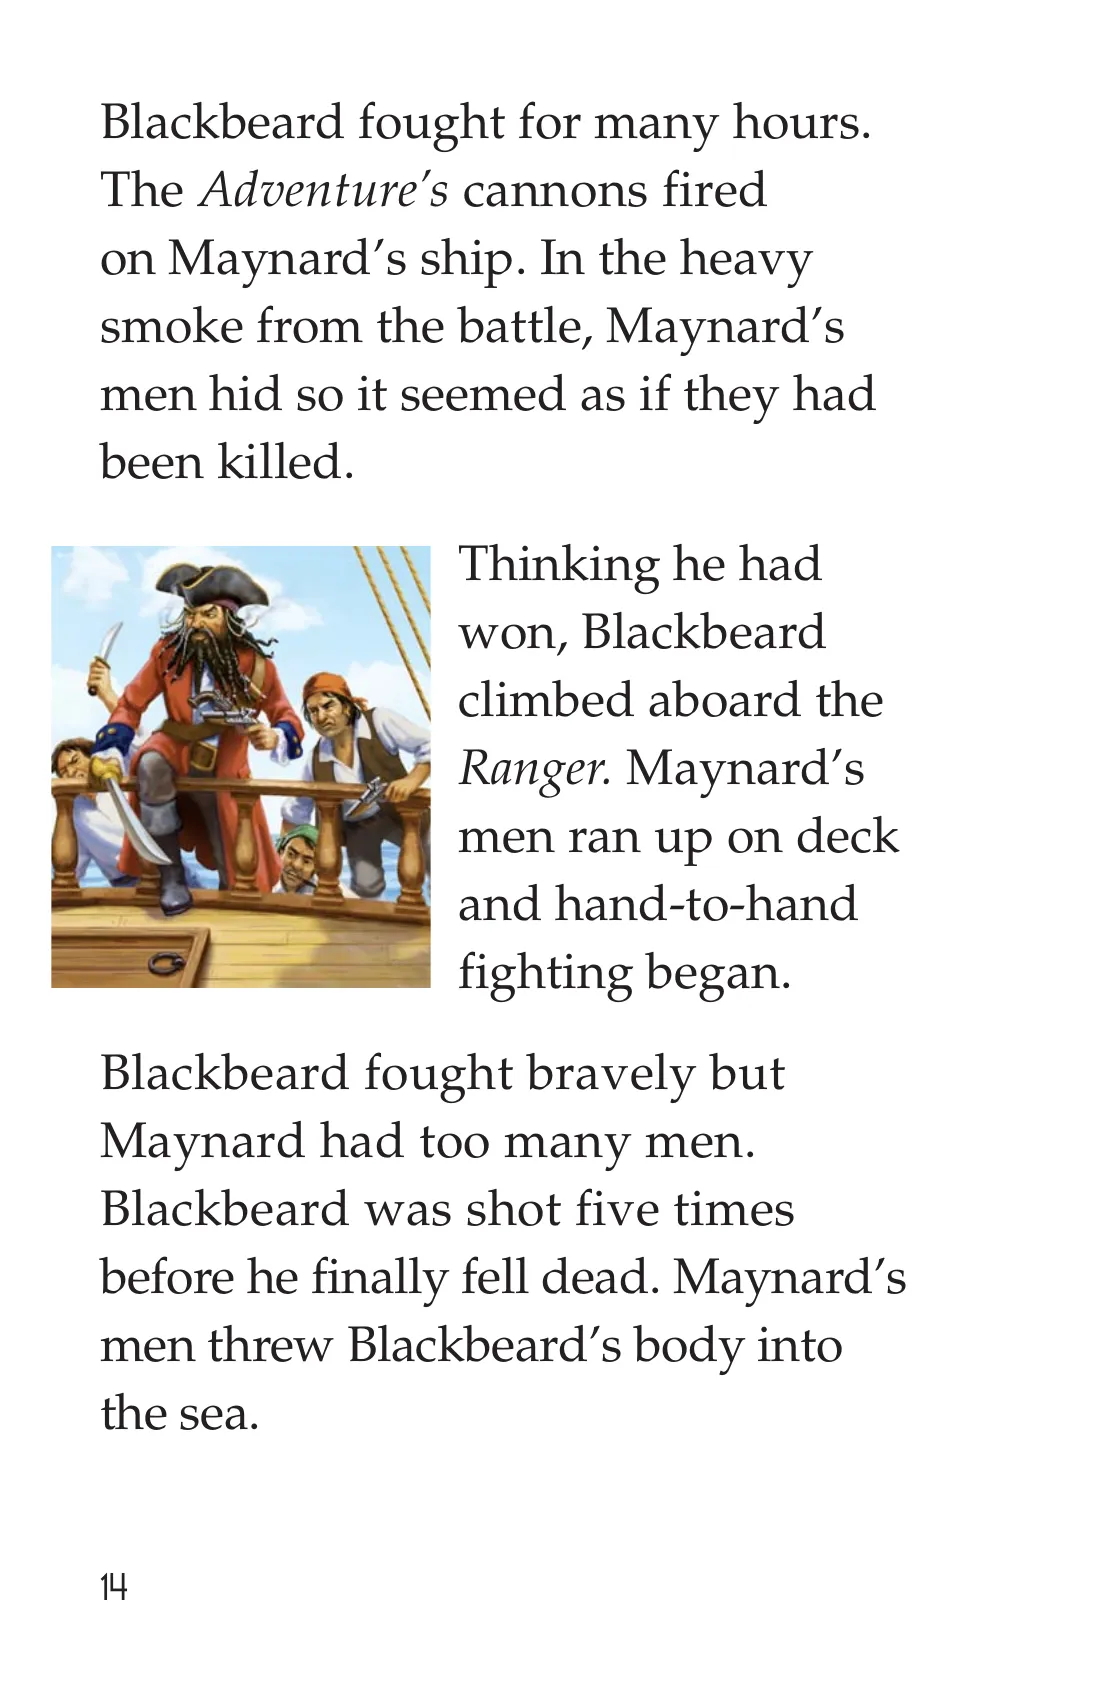 Blackbeard fought for many hours.
The Adventure’s cannons fired
on Maynard’s ship. In the heavy
smoke from the battle, Maynard’s
men hid so it seemed as if they had
been killed.
Thinking he had
won, Blackbeard
climbed aboard the
Ranger. Maynard’s
men ran up on deck
and hand-to-hand
fighting began.
Blackbeard fought bravely but
Maynard had too many men.
Blackbeard was shot five times
before he finally fell dead. Maynard’s
men threw Blackbeard’s body into
the sea.
14